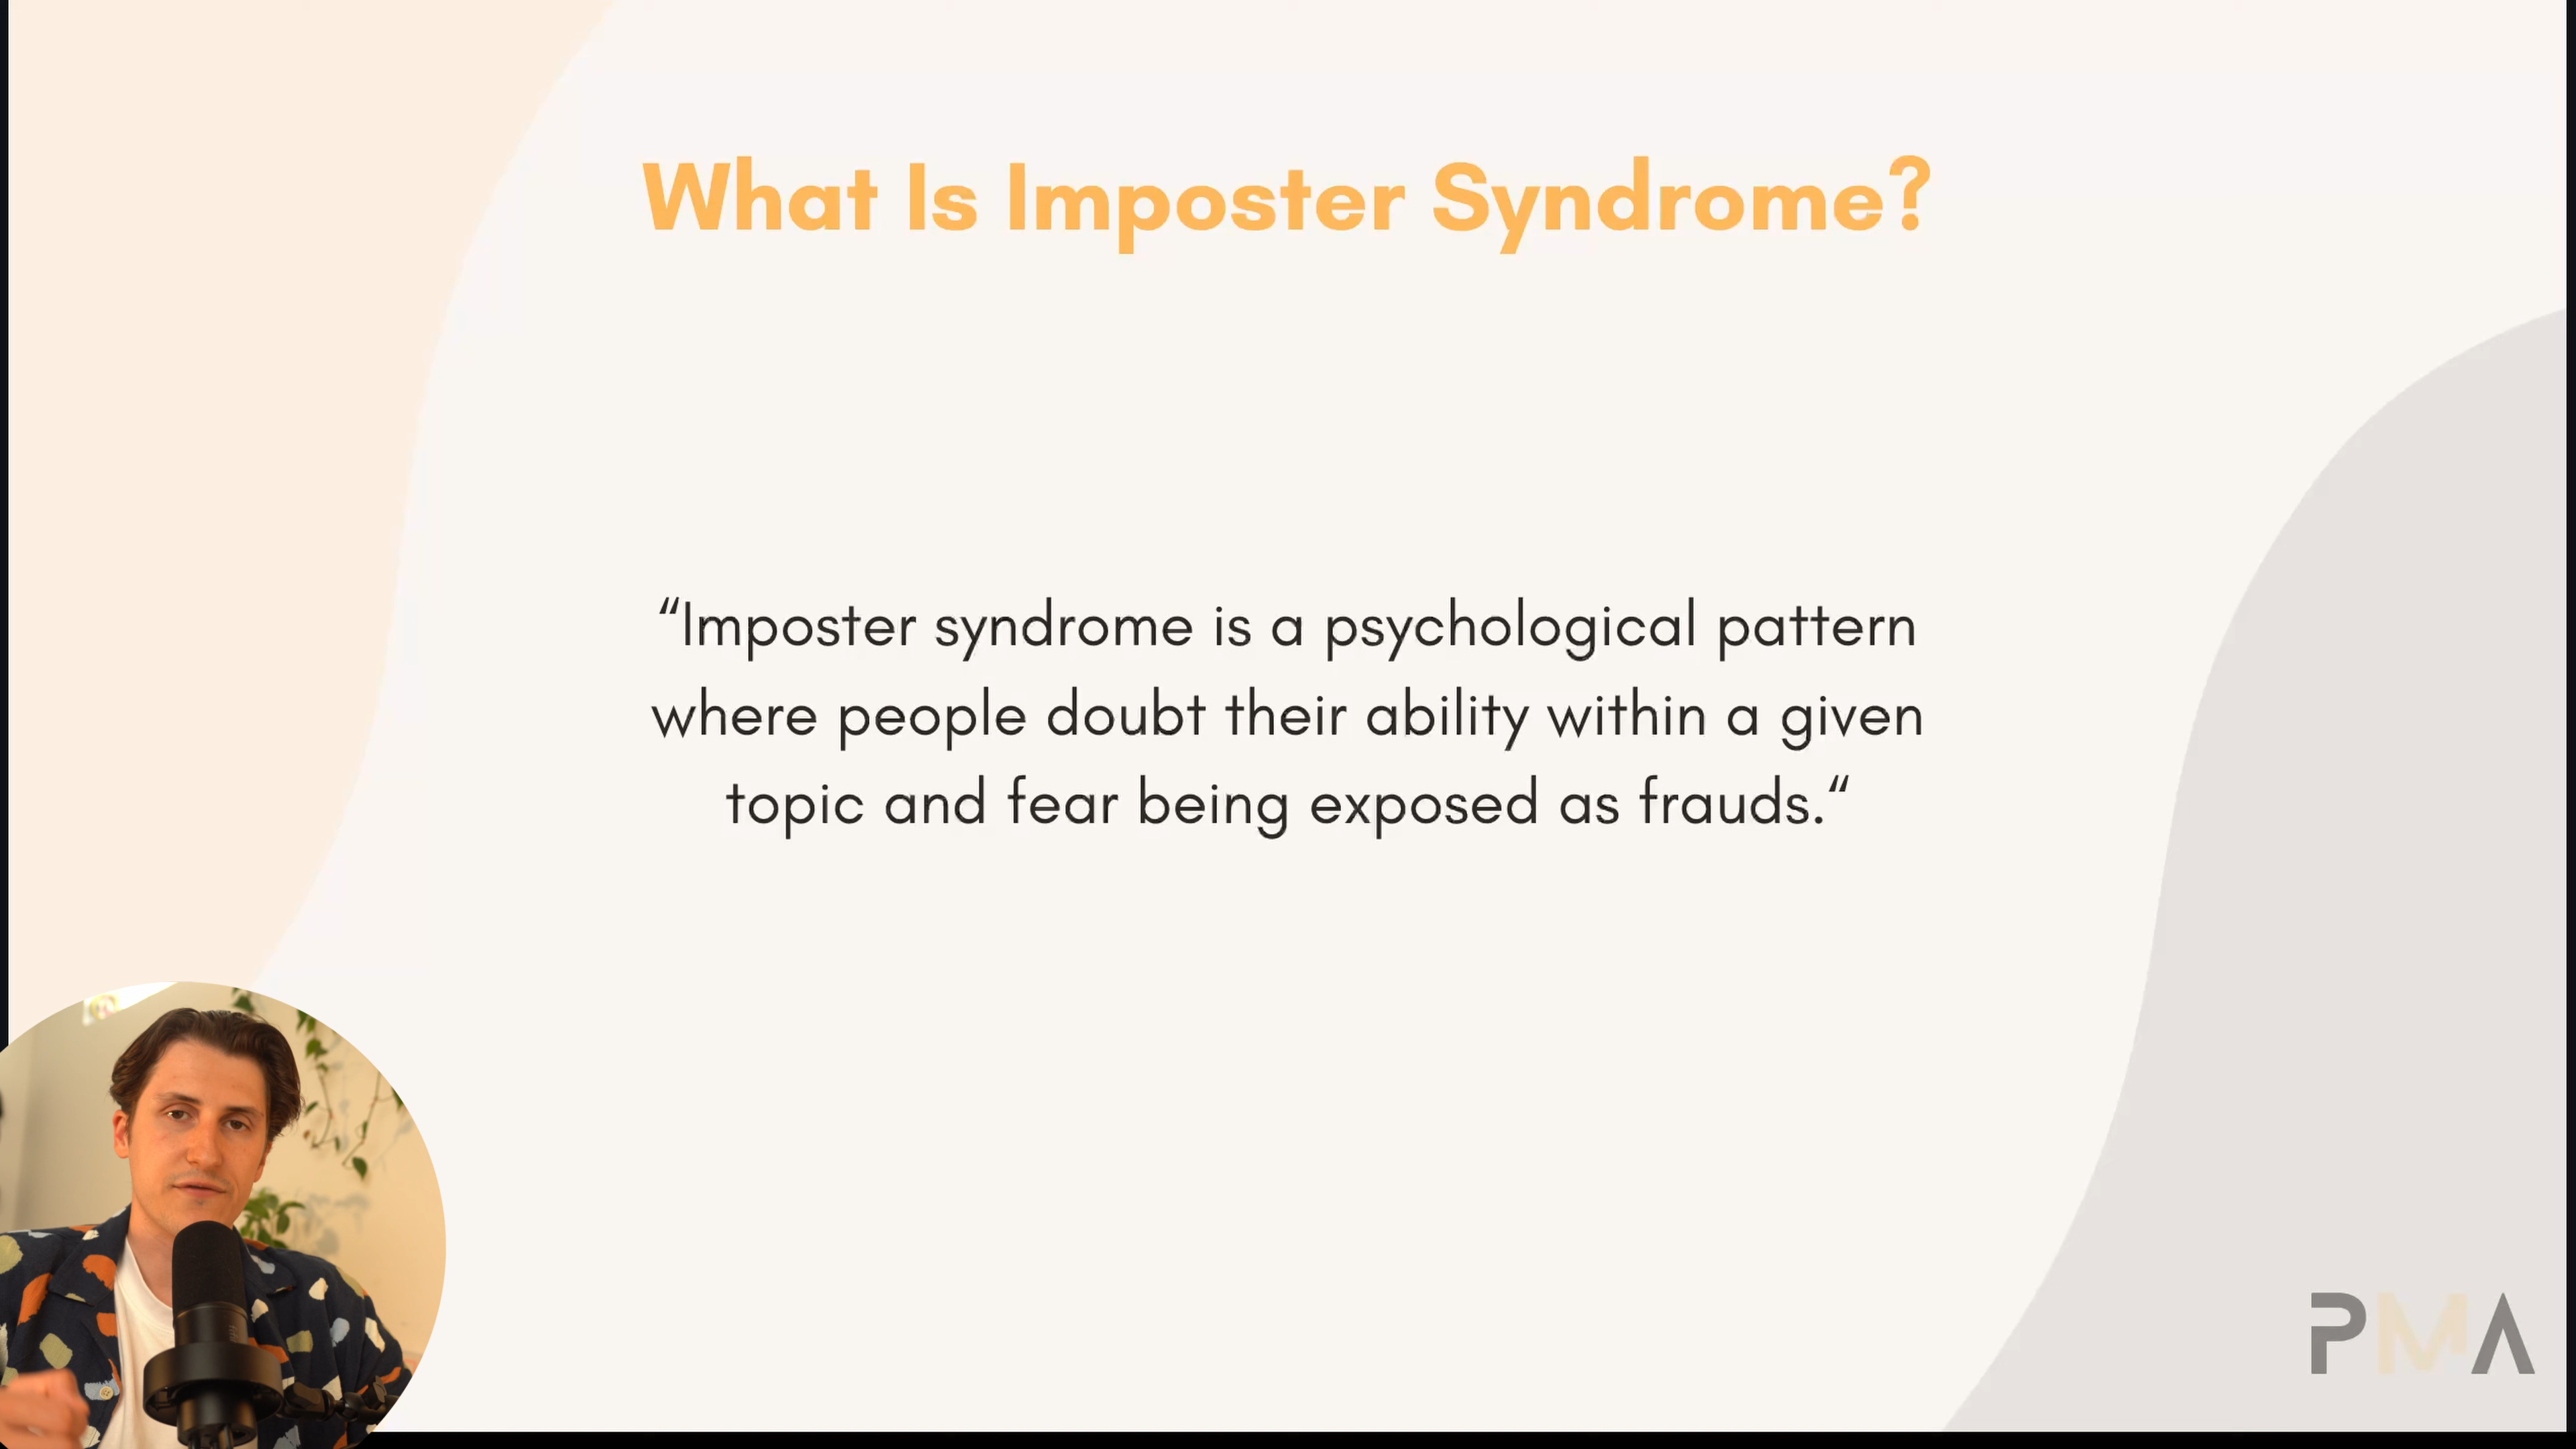 What Is Imposter Syndrome?
“Imposter syndrome is a psychological pattern
where people doubt their ability within a given
topic and fear being exposed as frauds.“
PMA